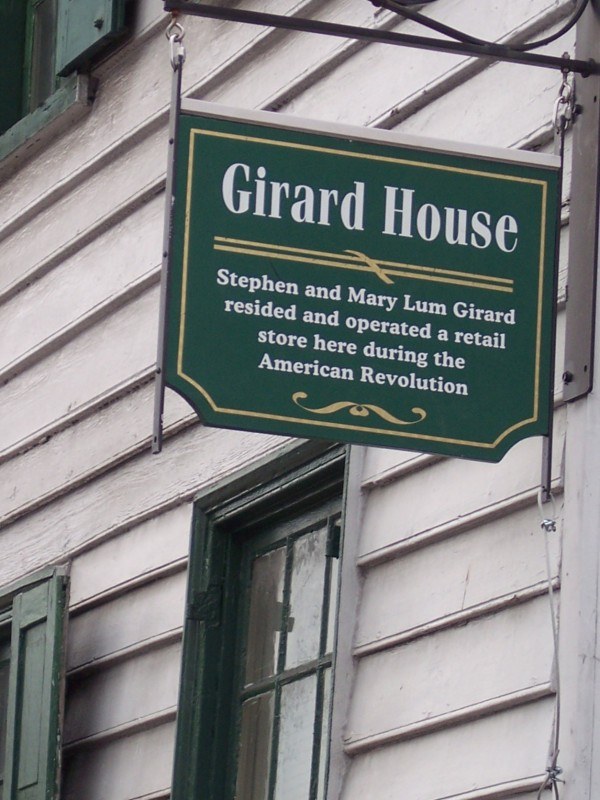 Girard House
Stephen and Mary Lum Girard
resided and operated a retail
store here during the
American Revolution